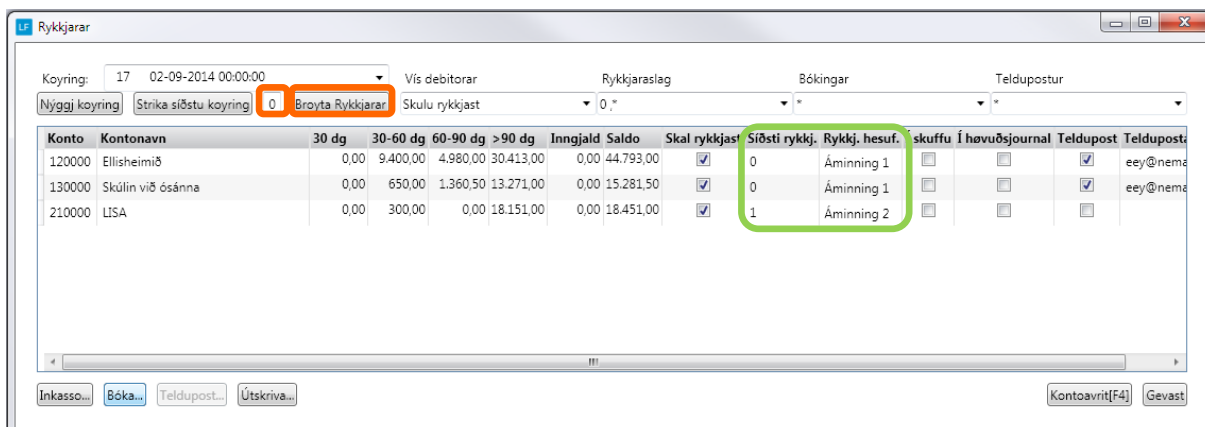 LF Rykkjarar
Koyring: 17 02-09-2014 00:00:00 Vís debitorar Rykkjaraslag Bókingar Teldupostur
Nýggj koyring Strika síðstu koyring 0 Broyta Rykkjarar Skulu rykkjast 0 ,* * *
Konto Kontonavn 30 dg 30-60 dg 60-90 dg >90 dg Inngjald Saldo Skal rykkjast Síðsti rykkj. Rykkj. hesuf. skuffu Í høvuðsjournal Teldupost Telduposta
120000 Ellisheimið 0,00 9.400,00 4.980,00 30.413,00 0,00 44.793,00 0 Áminning 1 eey@nema
130000 Skúlin við ósánna 0,00 650,00 1.360,50 13.271,00 0,00 15.281,50 0 Áminning 1 eey@nema
210000 LISA 0,00 300,00 0,00 18.151,00 0,00 18.451,00 1 Áminning 2
Inkasso... Bóka... Teldupost... Útskriva... Kontoavrit[F4] Gevast